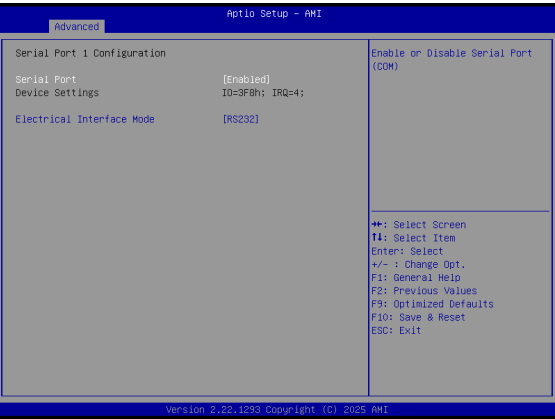 Aptio Setup - AMI
Advanced
Serial Port 1 Configuration
Serial Port [Enabled]
Device Settings IO=3F8h; IRQ=4;
Electrical Interface Mode [RS232]
Enable or Disable Serial Port
(COM)
→←: Select Screen
↑↓: Select Item
Enter: Select
+/- : Change Opt.
F1: General Help
F2: Previous Values
F9: Optimized Defaults
F10: Save & Reset
ESC: Exit
Version 2.22.1293 Copyright (C) 2025 AMI